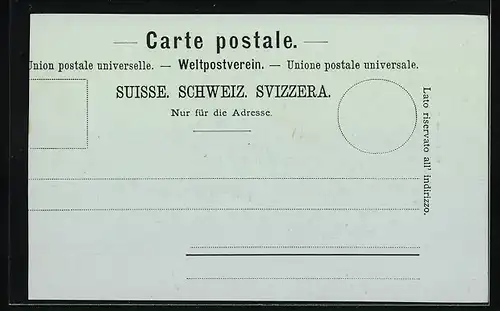 — Carte postale. —
Union postale universelle. — Weltpostverein. — Unione postale universale.
SUISSE. SCHWEIZ. SVIZZERA.
Nur für die Adresse.
Lato riservato all' indirizzo.